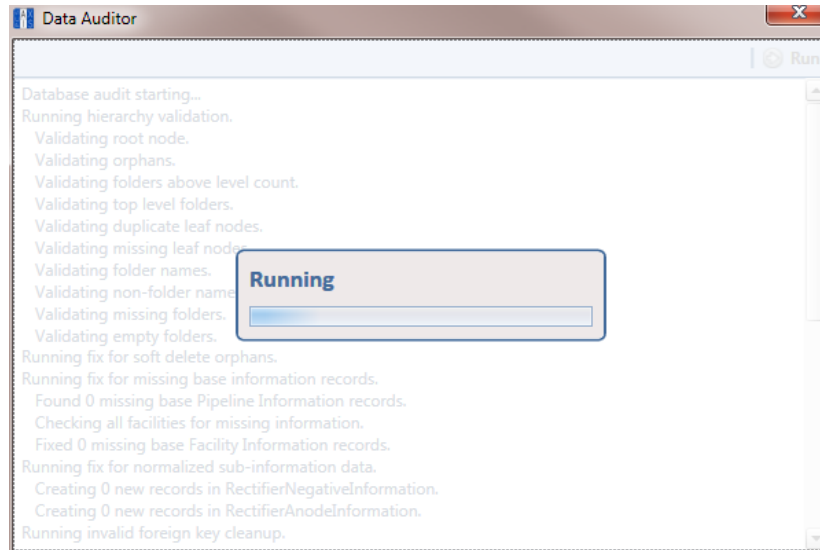 Data Auditor
Run
Database audit starting...
Running hierarchy validation.
Validating root node.
Validating orphans.
Validating folders above level count.
Validating top level folders.
Validating duplicate leaf nodes.
Validating missing leaf nodes
Validating folder names.
Validating non-folder name
Validating missing folders.
Validating empty folders.
Running
Running fix for soft delete orphans.
Running fix for missing base information records.
Found 0 missing base Pipeline Information records.
Checking all facilities for missing information.
Fixed 0 missing base Facility Information records.
Running fix for normalized sub-information data.
Creating 0 new records in RectifierNegativeInformation.
Creating 0 new records in RectifierAnodeInformation.
Running invalid foreign key cleanup.